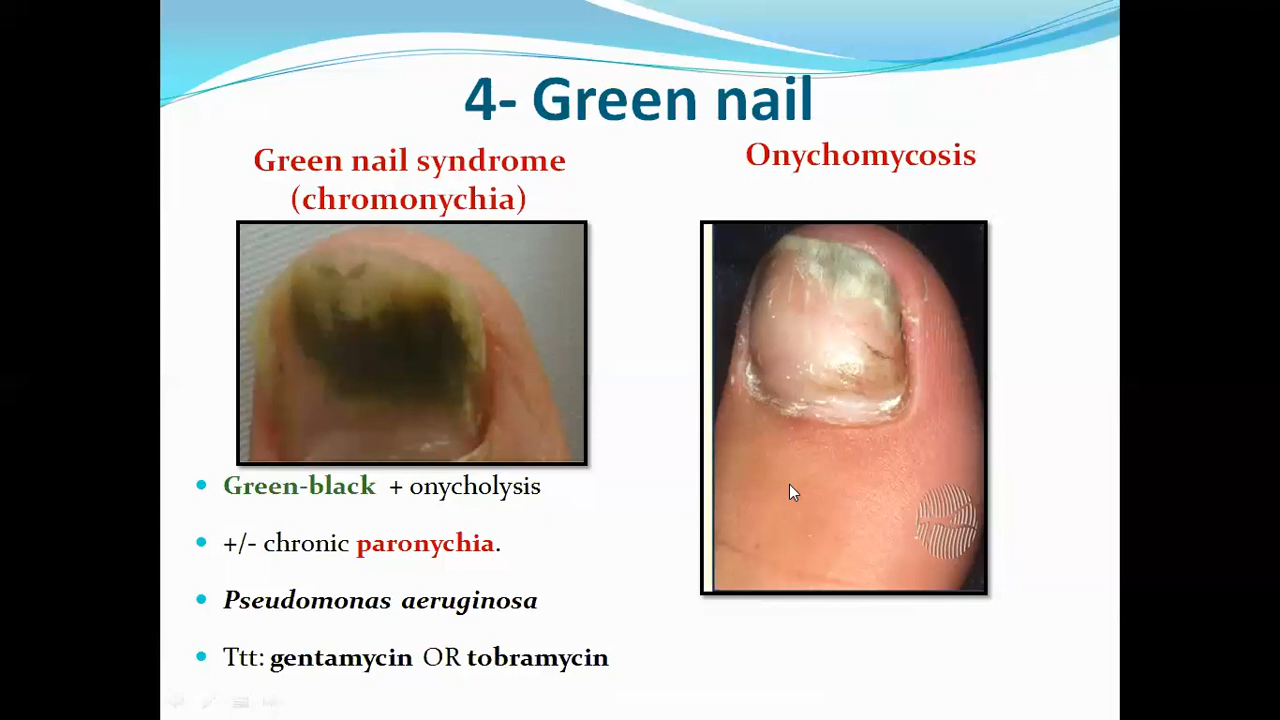 4- Green nail
Green nail syndrome
(chromonychia)
Onychomycosis
Green-black + onycholysis
+/- chronic paronychia.
Pseudomonas aeruginosa
Ttt: gentamycin OR tobramycin